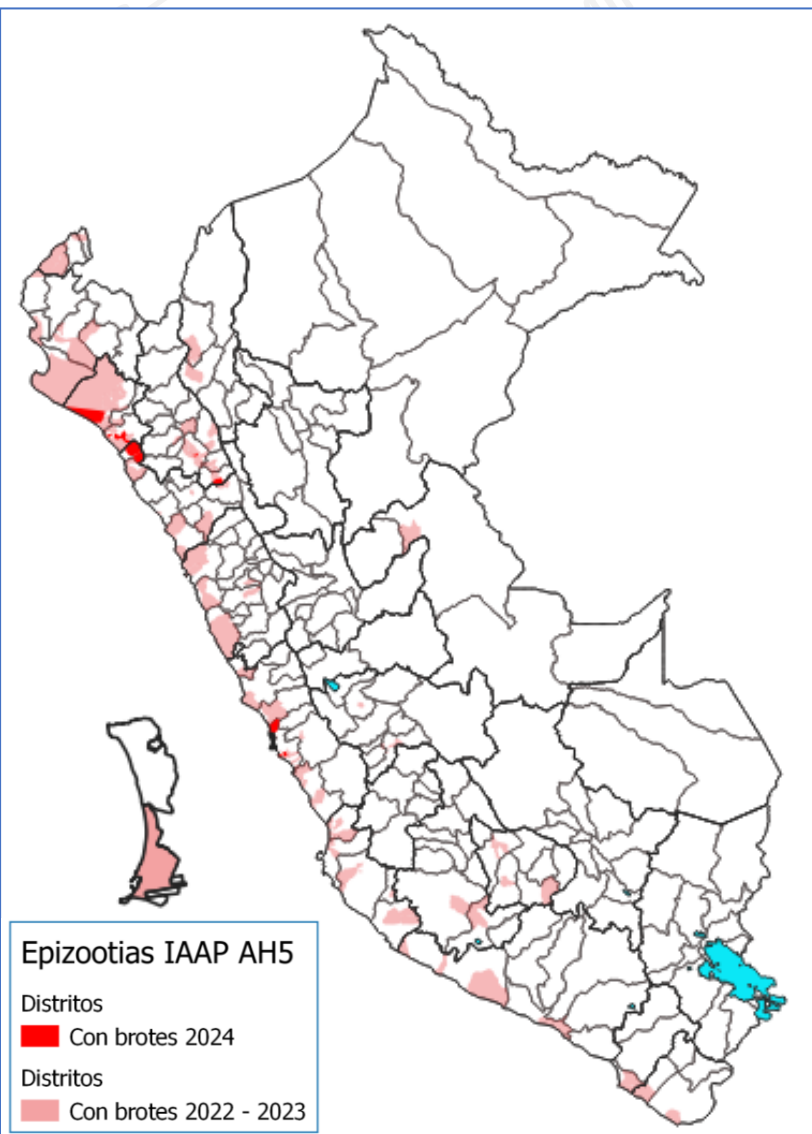 Epizootias IAAP AH5
Distritos
Con brotes 2024
Distritos
Con brotes 2022 - 2023